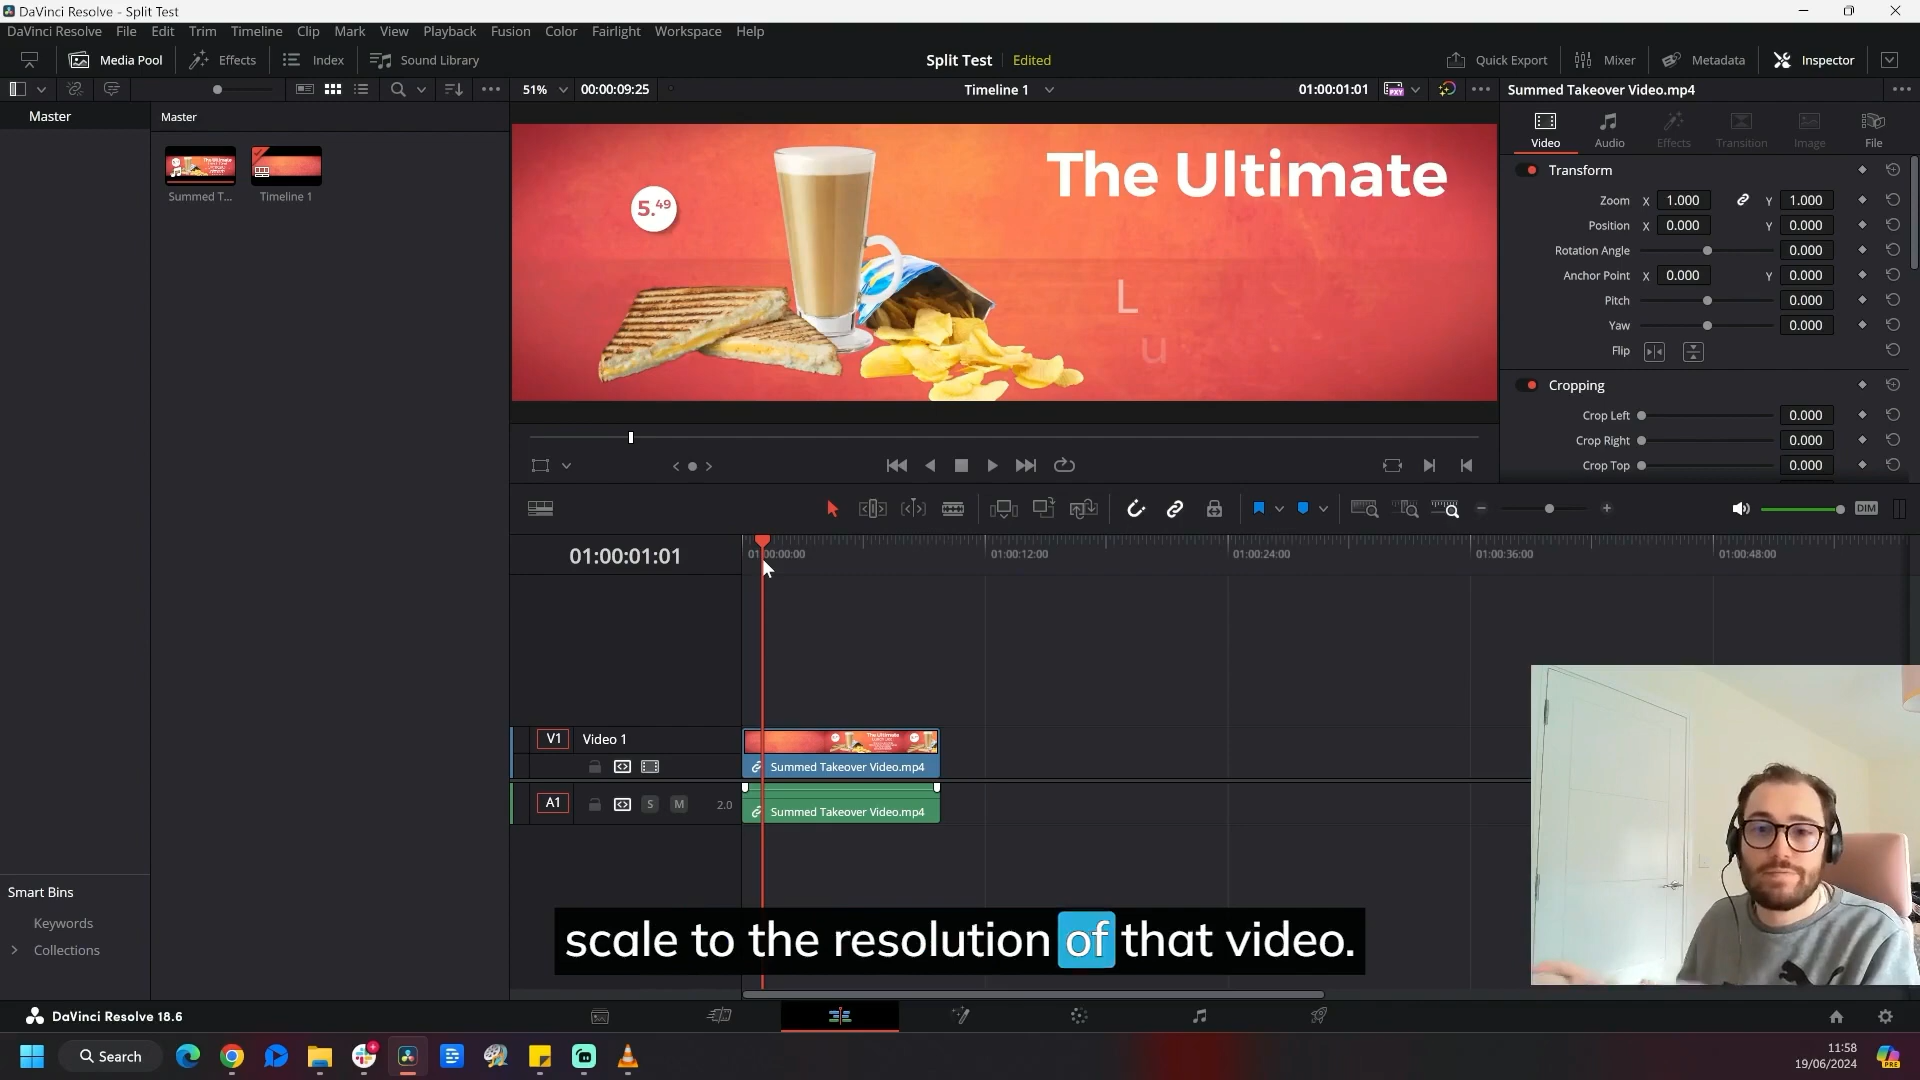 DaVinci Resolve - Split Test
DaVinci Resolve File Edit Trim Timeline Clip Mark View Playback Fusion Color Fairlight Workspace Help
Media Pool Effects Index Sound Library
Split Test Edited
Quick Export Mixer Metadata Inspector
51% 00:00:09:25
Timeline 1
01:00:01:01
Summed Takeover Video.mp4
Master
Master
Summed T...
Timeline 1
Smart Bins
Keywords
Collections
5.49
The Ultimate
L
u
Video Audio Effects Transition Image File
Transform
Zoom X 1.000 Y 1.000
Position X 0.000 Y 0.000
Rotation Angle 0.000
Anchor Point X 0.000 Y 0.000
Pitch 0.000
Yaw 0.000
Flip
Cropping
Crop Left 0.000
Crop Right 0.000
Crop Top 0.000
DIM
01:00:01:01
01:00:00:00 01:00:12:00 01:00:24:00 01:00:36:00 01:00:48:00
V1 Video 1
Summed Takeover Video.mp4
A1 S M 2.0
Summed Takeover Video.mp4
scale to the resolution of that video.
DaVinci Resolve 18.6
Search
11:58
19/06/2024